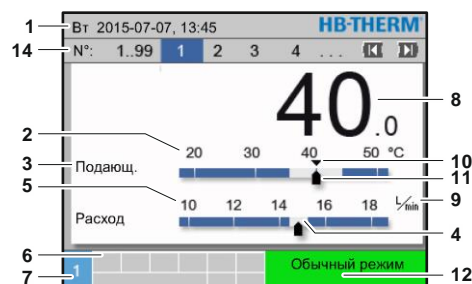 1 Вт 2015-07-07, 13:45 HB-THERM
14 N°: 1..99 1 2 3 4 ...
40.0 8
2 20 30 40 50 °C 10
3 Подающ. 11
5 10 12 14 16 18 L/min 9
Расход 4
6
7 1 Обычный режим 12